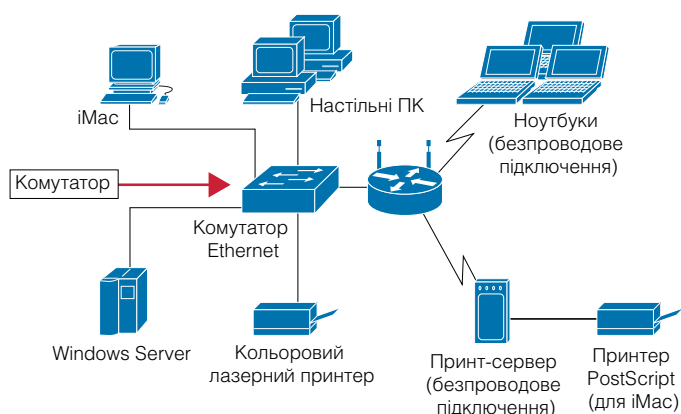 iMac
Настільні ПК
Ноутбуки
(безпроводове
підключення)
Комутатор
Комутатор
Ethernet
Windows Server
Кольоровий
лазерний принтер
Принт-сервер
(безпроводове
підключення)
Принтер
PostScript
(для iMac)